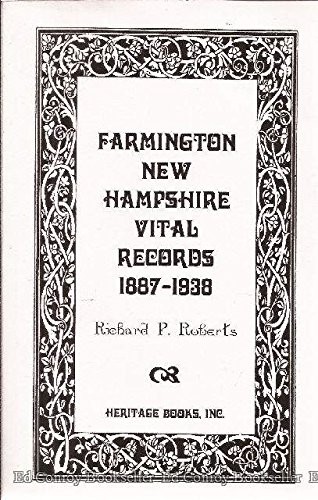 FARMINGTON
NEW
HAMPSHIRE
VITAL
RECORDS
1887-1938
Richard P. Roberts
HERITAGE BOOKS, INC.
Ed Conroy Bookseller - Ed Conroy Bookseller